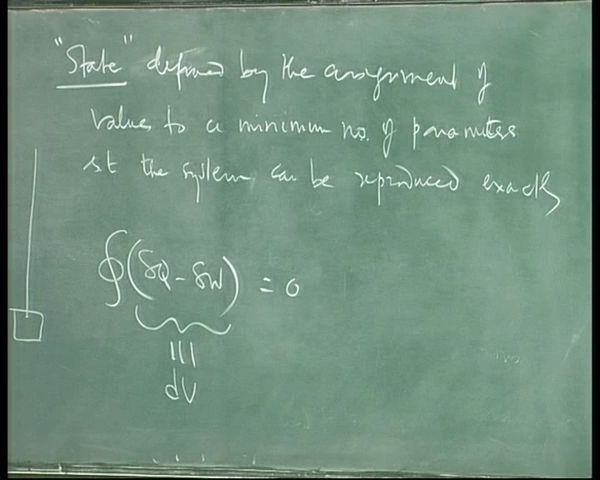 "State" defined by the assignment of
values to a minimum no. of parameters
st the system can be reproduced exactly
∮(δQ - δW) = 0
|||
dU